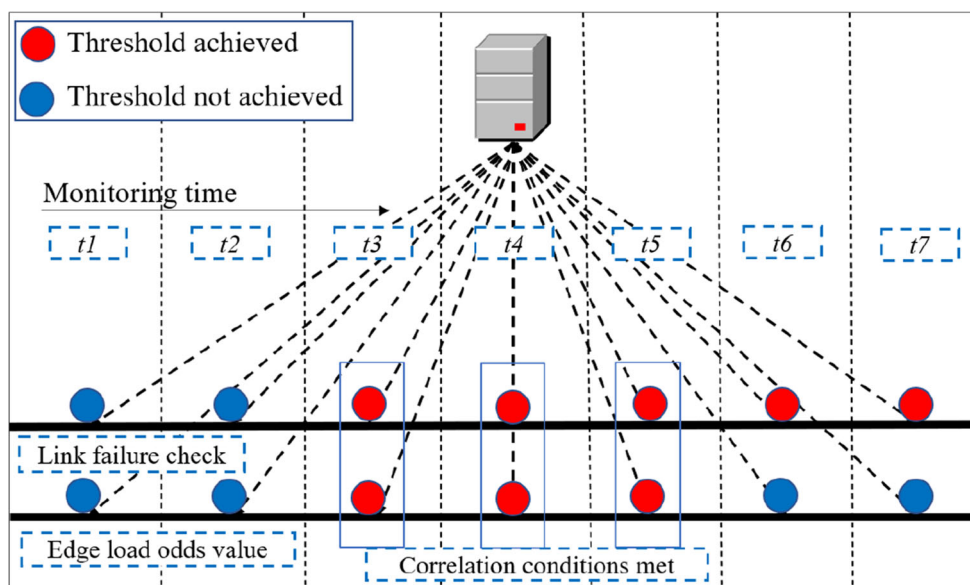 Threshold achieved
Threshold not achieved
Monitoring time
t1 t2 t3 t4 t5 t6 t7
Link failure check
Edge load odds value
Correlation conditions met